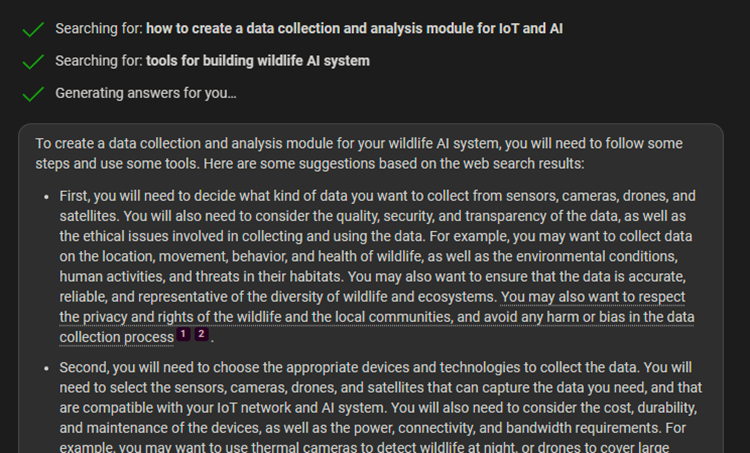 Searching for: how to create a data collection and analysis module for IoT and AI
Searching for: tools for building wildlife AI system
Generating answers for you...
To create a data collection and analysis module for your wildlife AI system, you will need to follow some
steps and use some tools. Here are some suggestions based on the web search results:
• First, you will need to decide what kind of data you want to collect from sensors, cameras, drones, and
satellites. You will also need to consider the quality, security, and transparency of the data, as well as
the ethical issues involved in collecting and using the data. For example, you may want to collect data
on the location, movement, behavior, and health of wildlife, as well as the environmental conditions,
human activities, and threats in their habitats. You may also want to ensure that the data is accurate,
reliable, and representative of the diversity of wildlife and ecosystems. You may also want to respect
the privacy and rights of the wildlife and the local communities, and avoid any harm or bias in the data
collection process 1 2 .
• Second, you will need to choose the appropriate devices and technologies to collect the data. You will
need to select the sensors, cameras, drones, and satellites that can capture the data you need, and that
are compatible with your IoT network and AI system. You will also need to consider the cost, durability,
and maintenance of the devices, as well as the power, connectivity, and bandwidth requirements. For
example, you may want to use thermal cameras to detect wildlife at night, or drones to cover large